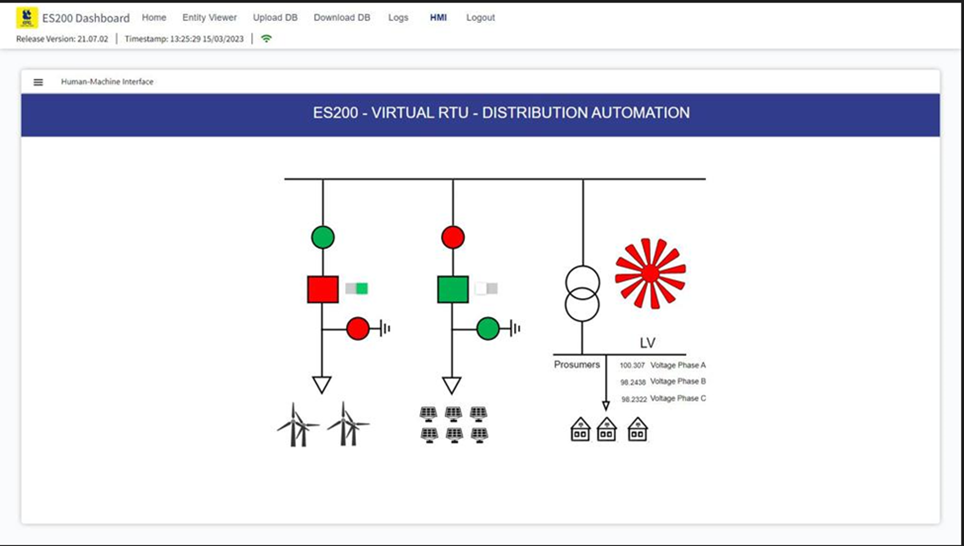 ES200 Dashboard Home Entity Viewer Upload DB Download DB Logs HMI Logout
Release Version: 21.07.02 | Timestamp: 13:25:29 15/03/2023 |
Human-Machine Interface
ES200 - VIRTUAL RTU - DISTRIBUTION AUTOMATION
LV
Prosumers 100.307 Voltage Phase A
98.2438 Voltage Phase B
98.2322 Voltage Phase C